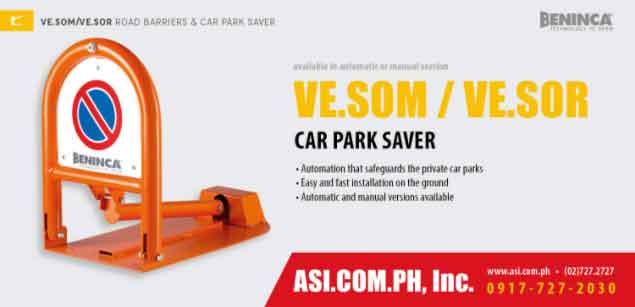 VE.SOM/VE.SOR ROAD BARRIERS & CAR PARK SAVER
BENINCA
TECHNOLOGY TO OPEN
available in automatic or manual version
VE.SOM / VE.SOR
CAR PARK SAVER
• Automation that safeguards the private car parks
• Easy and fast installation on the ground
• Automatic and manual versions available
BENINCA
ASI.COM.PH, Inc.
www.asi.com.ph • (02)727.2727
0917-727-2030